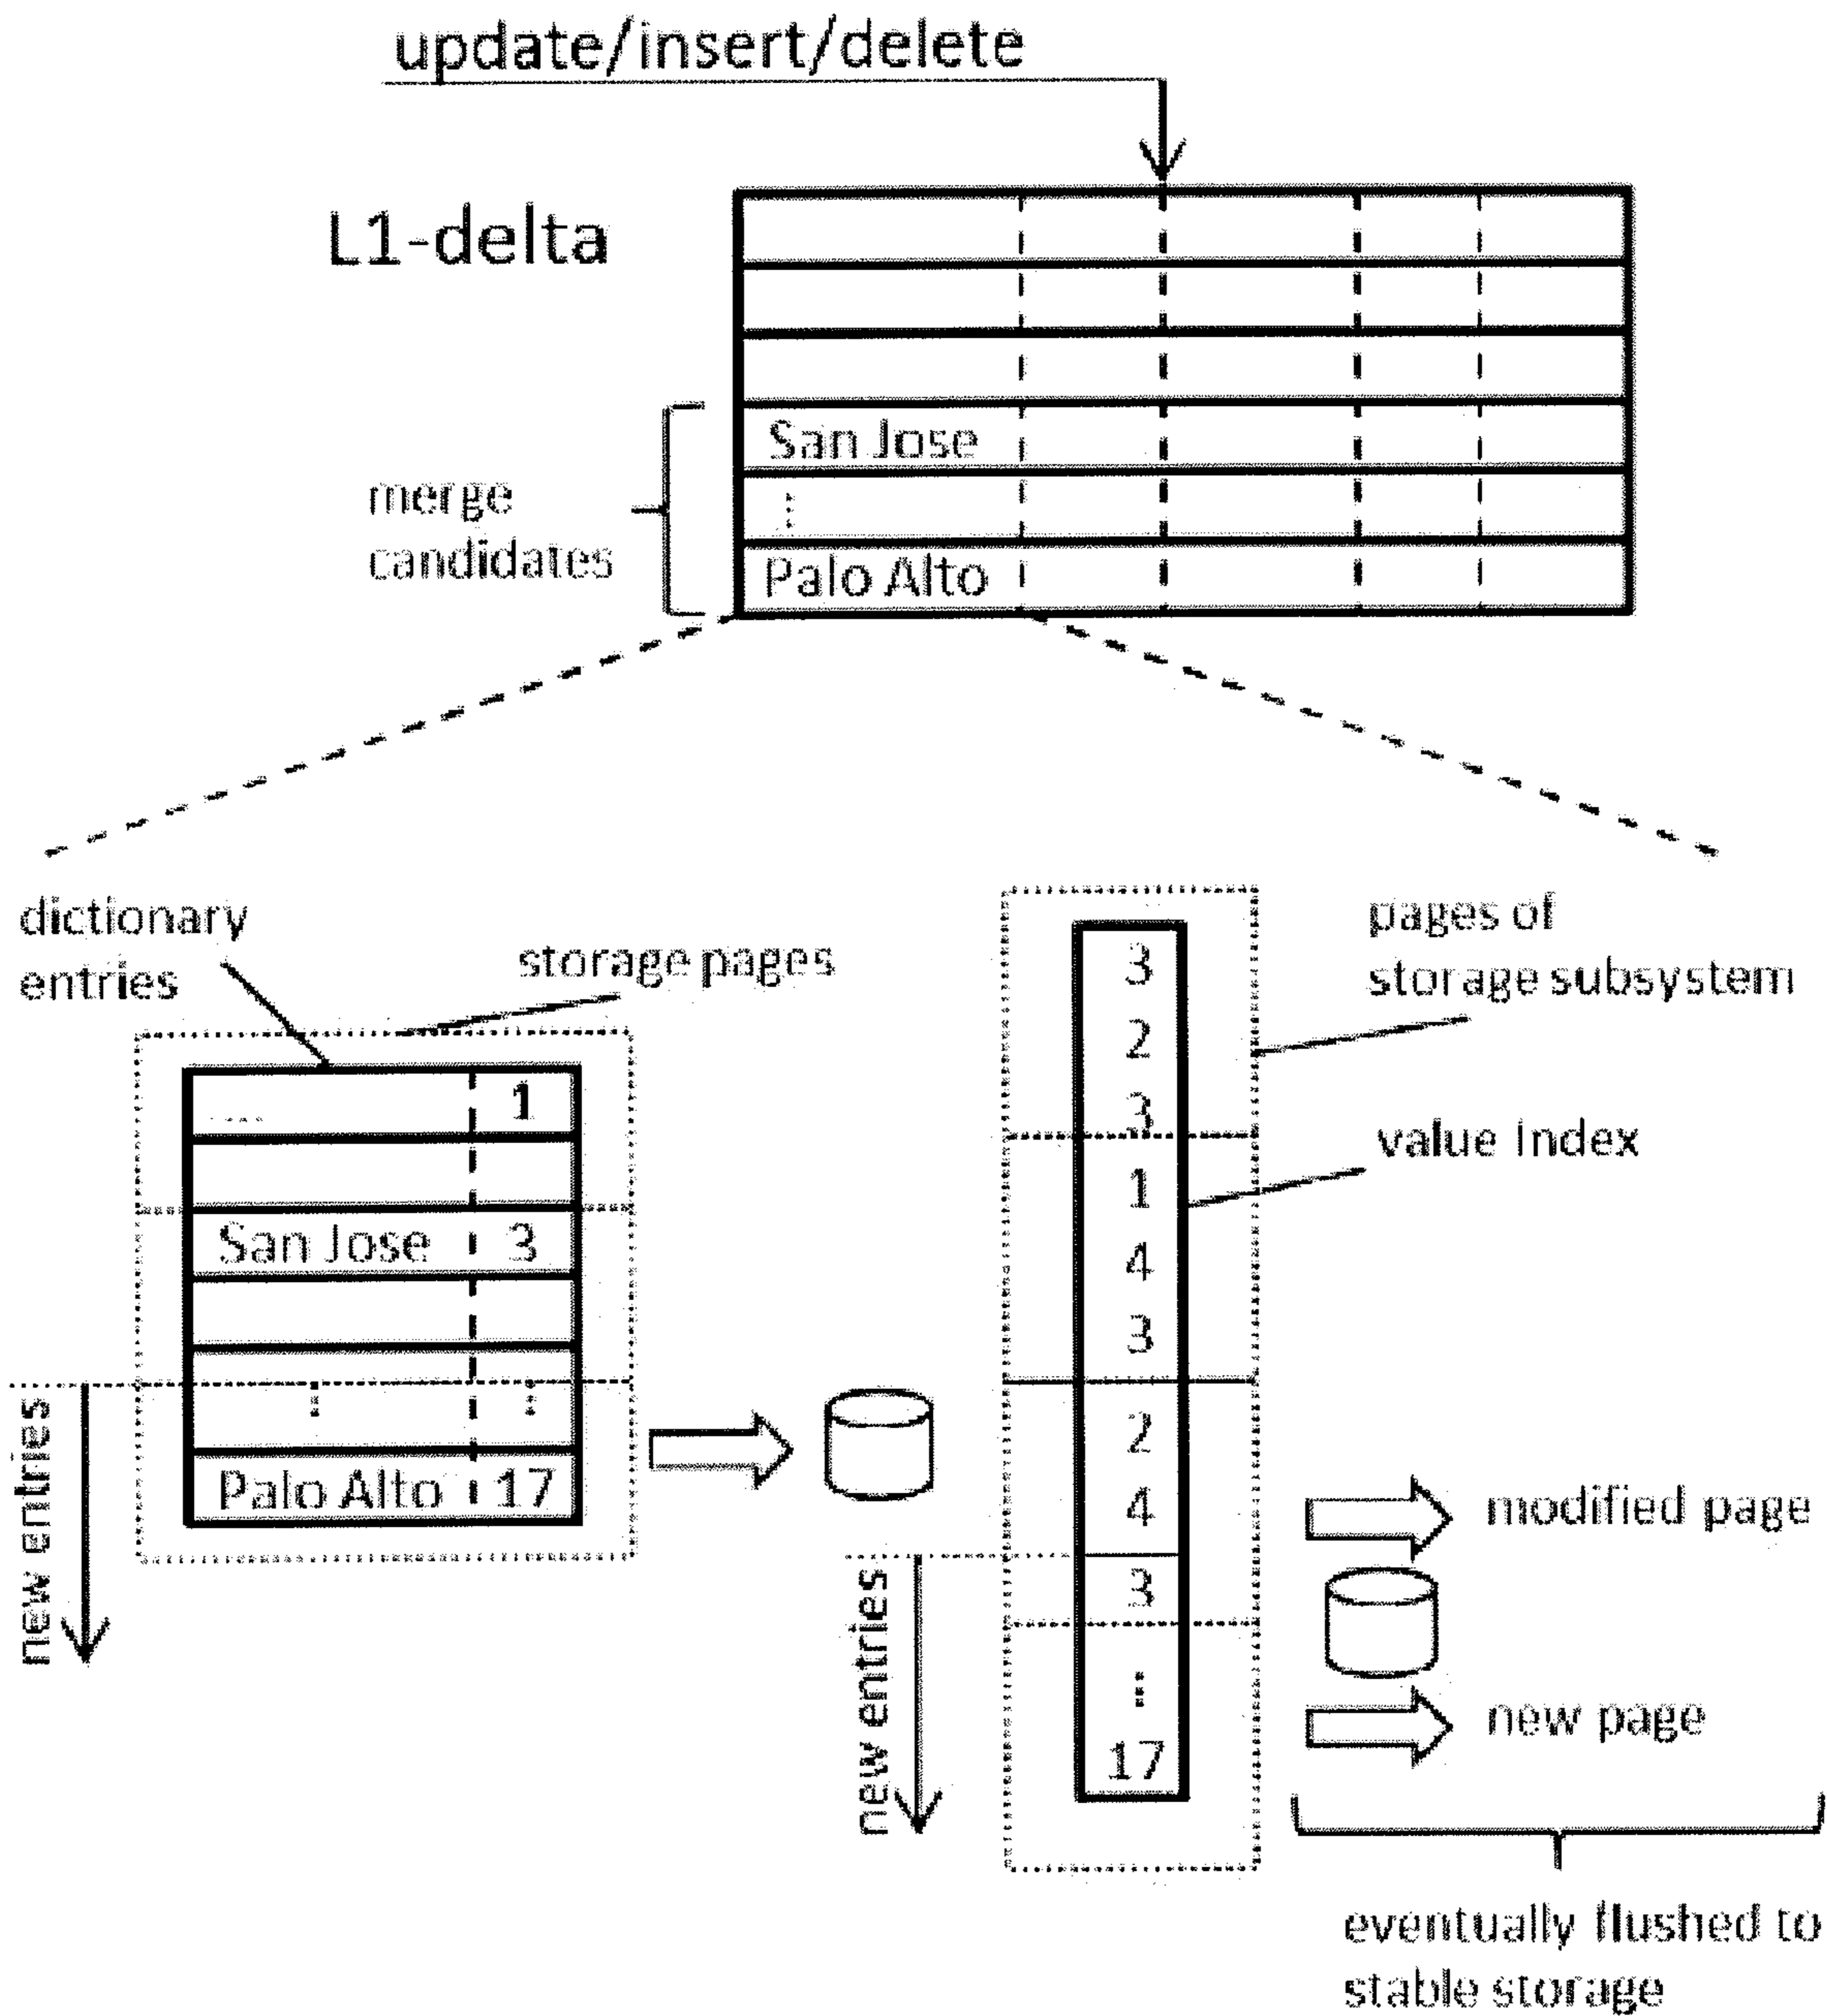 update/insert/delete
L1-delta
San Jose
⋮
Palo Alto
merge
candidates
dictionary
entries
storage pages
pages of
storage subsystem
value Index
.... 1
San Jose 3
⋮ ⋮
Palo Alto 17
new entries
3
2
3
1
4
3
2
4
3
⋮
17
new entries
modified page
new page
eventually flushed to
stable storage